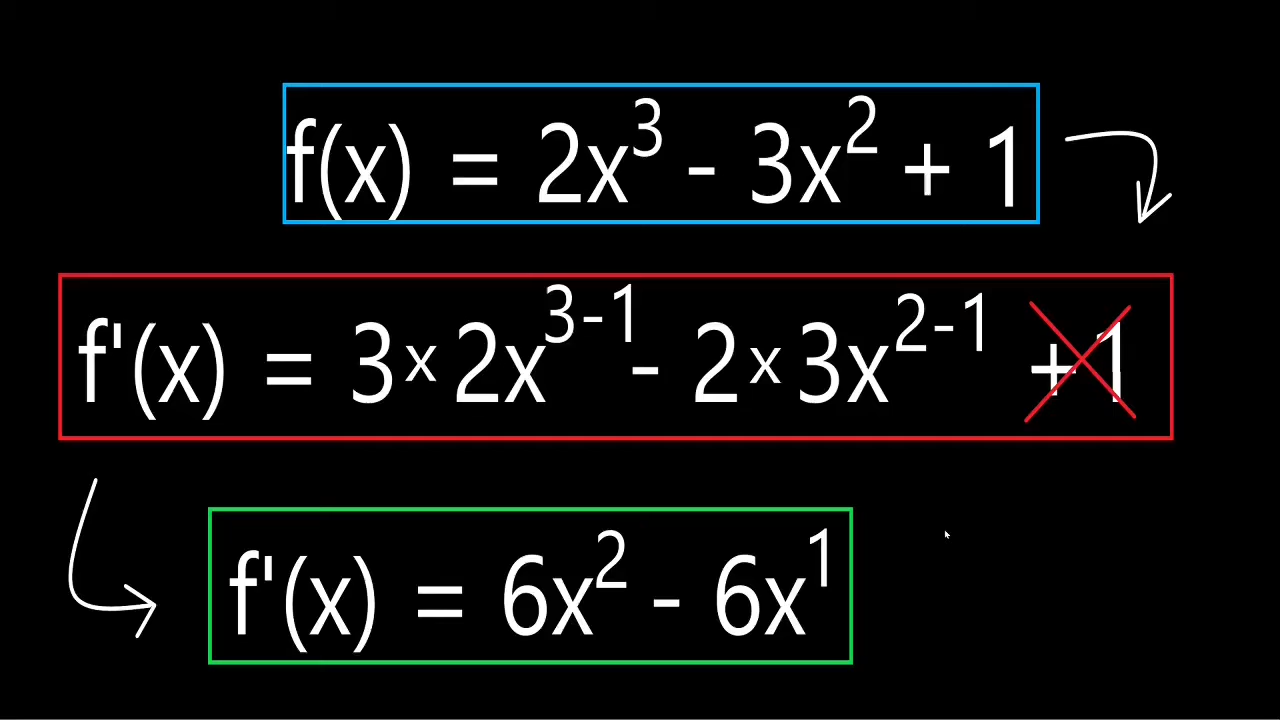 f(x) = 2x³ - 3x² + 1
f'(x) = 3×2x³⁻¹ - 2×3x²⁻¹ + 1
f'(x) = 6x² - 6x¹